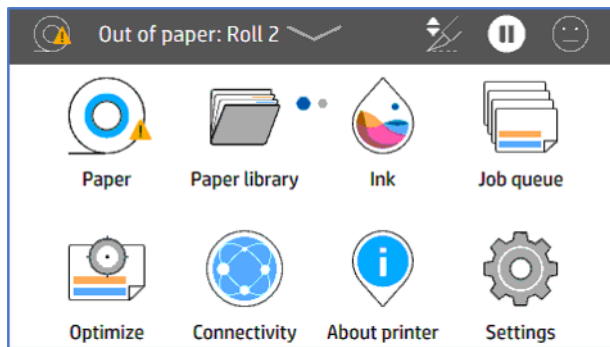 Out of paper: Roll 2
Paper Paper library Ink Job queue
Optimize Connectivity About printer Settings